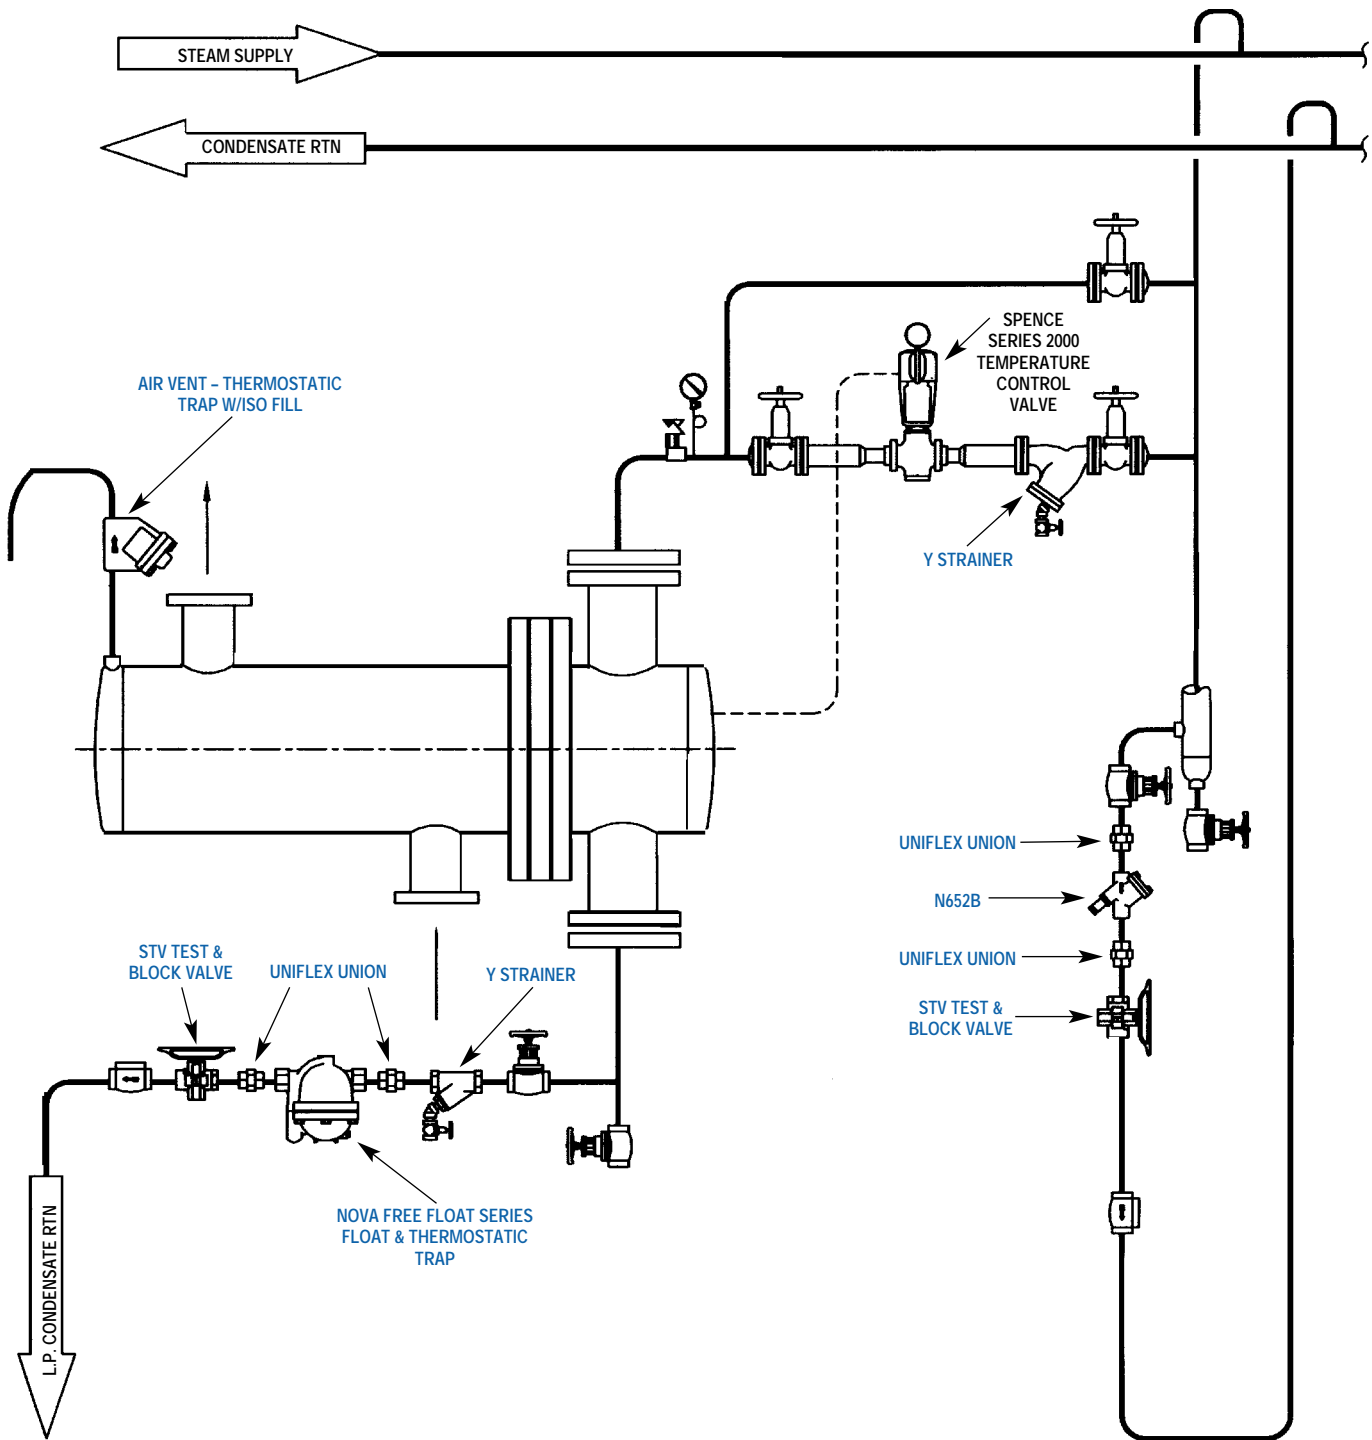 STEAM SUPPLY
CONDENSATE RTN
SPENCE
SERIES 2000
TEMPERATURE
CONTROL
VALVE
AIR VENT – THERMOSTATIC
TRAP W/ISO FILL
Y STRAINER
UNIFLEX UNION
N652B
UNIFLEX UNION
STV TEST &
BLOCK VALVE
STV TEST &
BLOCK VALVE
UNIFLEX UNION
Y STRAINER
NOVA FREE FLOAT SERIES
FLOAT & THERMOSTATIC
TRAP
L.P. CONDENSATE RTN